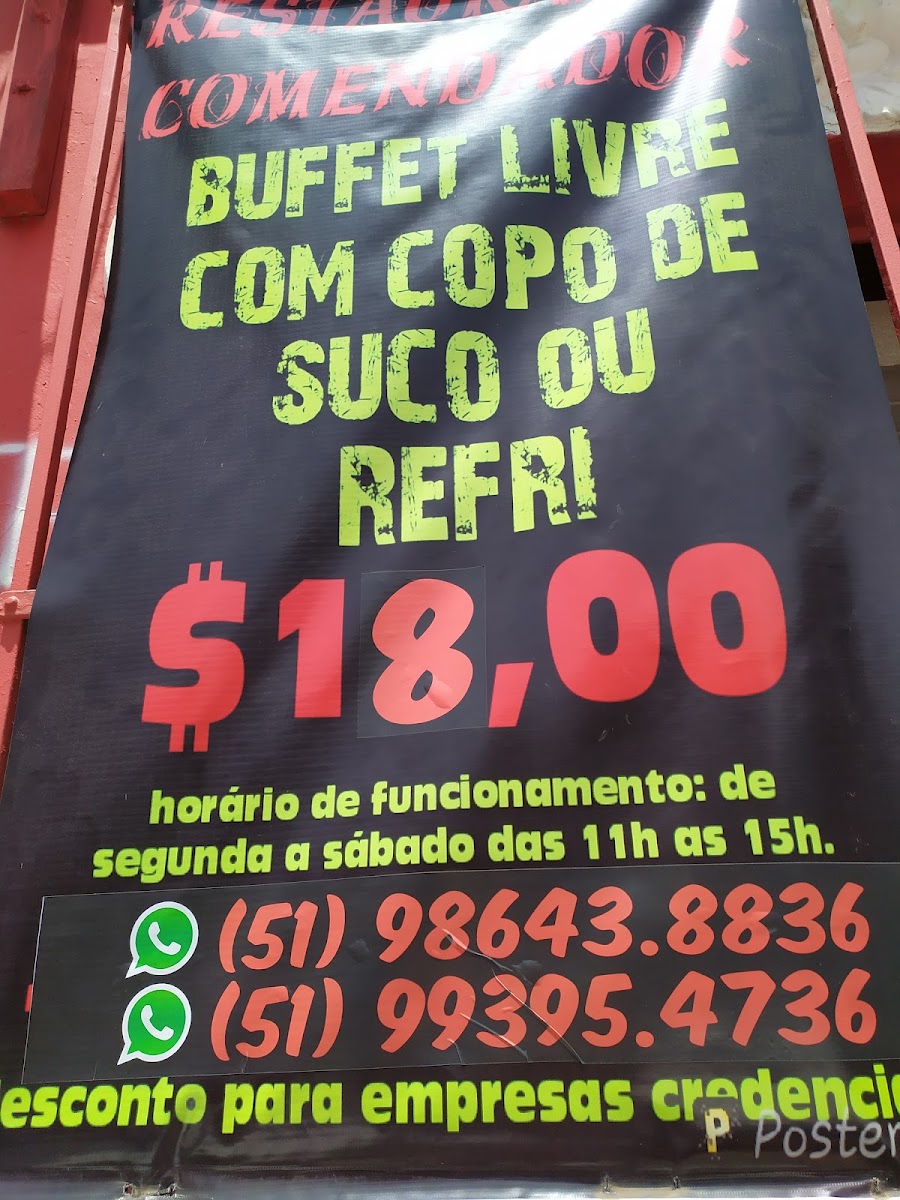 COMENDADOR
BUFFET LIVRE
COM COPO DE
SUCO OU
REFRI
$18,00
horário de funcionamento: de
segunda a sábado das 11h as 15h.
(51) 98643.8836
(51) 99395.4736
para empresas